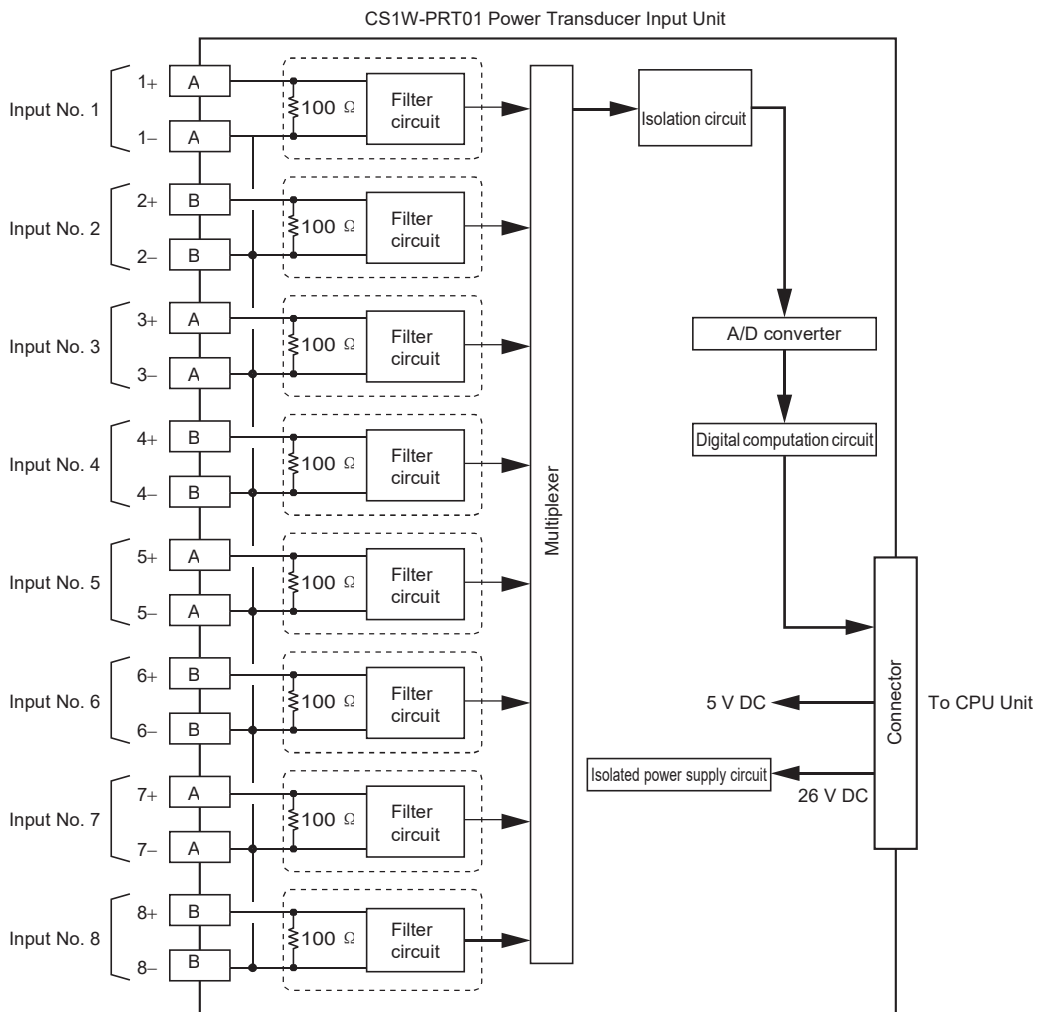 CS1W-PRT01 Power Transducer Input Unit
Input No. 1
1+
A
1−
A
100 Ω
Filter
circuit
Input No. 2
2+
B
2−
B
100 Ω
Filter
circuit
Input No. 3
3+
A
3−
A
100 Ω
Filter
circuit
Input No. 4
4+
B
4−
B
100 Ω
Filter
circuit
Input No. 5
5+
A
5−
A
100 Ω
Filter
circuit
Input No. 6
6+
B
6−
B
100 Ω
Filter
circuit
Input No. 7
7+
A
7−
A
100 Ω
Filter
circuit
Input No. 8
8+
B
8−
B
100 Ω
Filter
circuit
Multiplexer
Isolation circuit
A/D converter
Digital computation circuit
5 V DC
Isolated power supply circuit
26 V DC
Connector
To CPU Unit